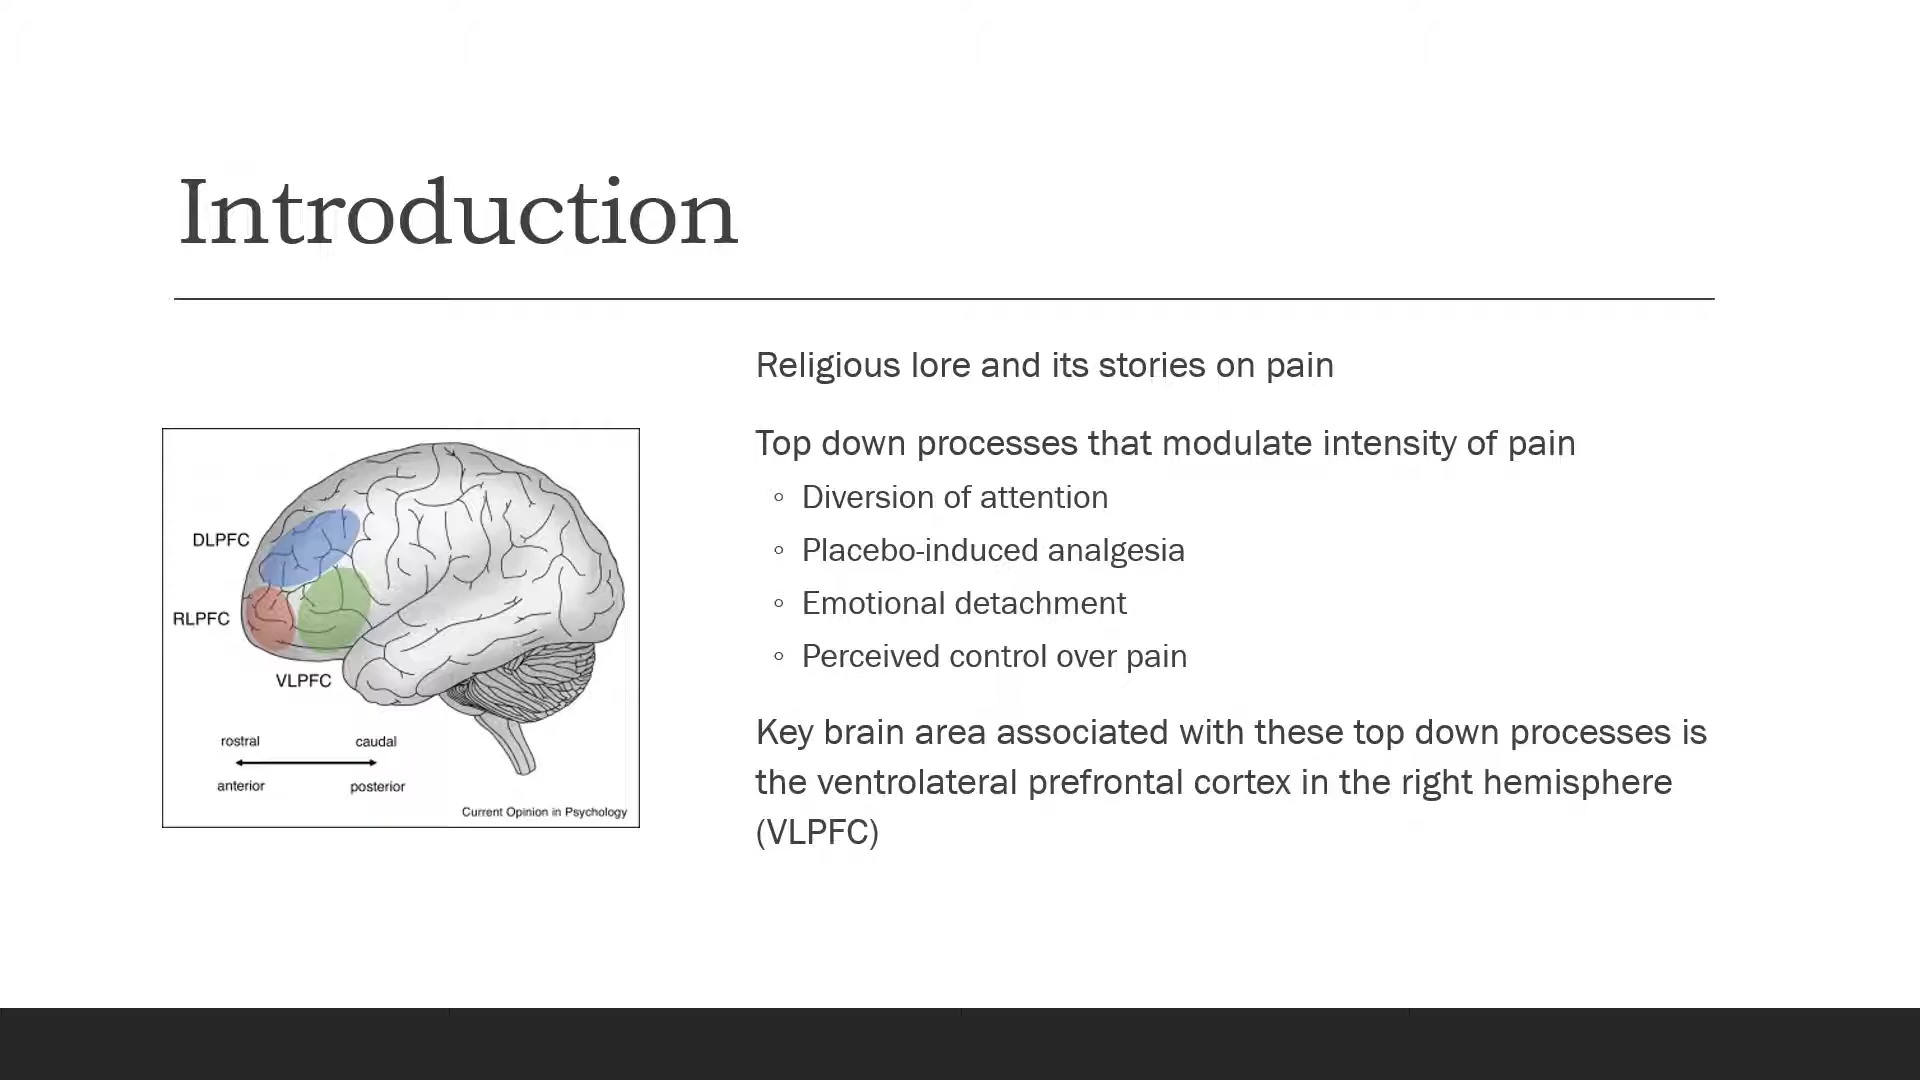 Introduction
Religious lore and its stories on pain
Top down processes that modulate intensity of pain
◦ Diversion of attention
◦ Placebo-induced analgesia
◦ Emotional detachment
◦ Perceived control over pain
Key brain area associated with these top down processes is
the ventrolateral prefrontal cortex in the right hemisphere
(VLPFC)
DLPFC
RLPFC
VLPFC
rostral caudal
anterior posterior
Current Opinion in Psychology